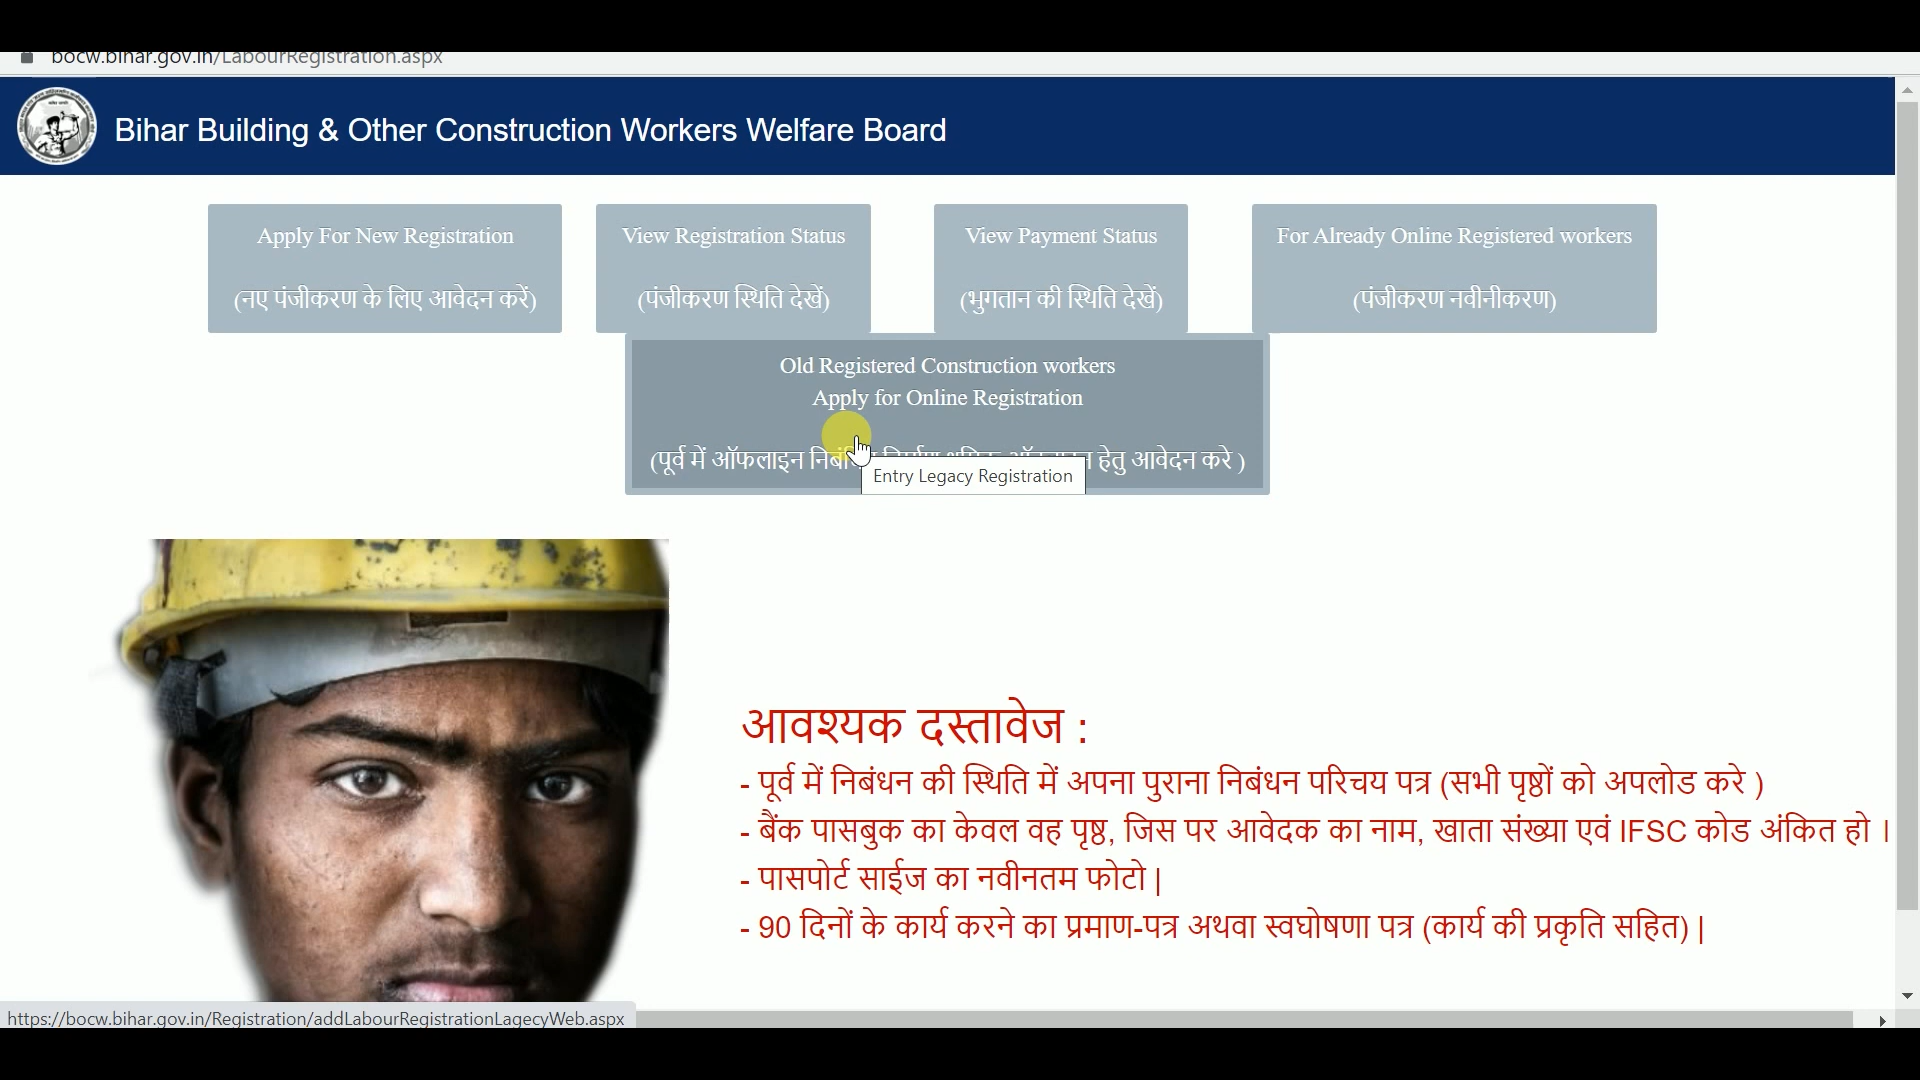 bocw.bihar.gov.in/LabourRegistration.aspx
Bihar Building & Other Construction Workers Welfare Board
Apply For New Registration
(नए पंजीकरण के लिए आवेदन करें)
View Registration Status
(पंजीकरण स्थिति देखें)
View Payment Status
(भुगतान की स्थिति देखें)
For Already Online Registered workers
(पंजीकरण नवीनीकरण)
Old Registered Construction workers
Apply for Online Registration
(पूर्व में ऑफलाइन हेतु आवेदन करे )
Entry Legacy Registration
आवश्यक दस्तावेज :
- पूर्व में निबंधन की स्थिति में अपना पुराना निबंधन परिचय पत्र (सभी पृष्ठों को अपलोड करे )
- बैंक पासबुक का केवल वह पृष्ठ, जिस पर आवेदक का नाम, खाता संख्या एवं IFSC कोड अंकित हो ।
- पासपोर्ट साईज का नवीनतम फोटो |
- 90 दिनों के कार्य करने का प्रमाण-पत्र अथवा स्वघोषणा पत्र (कार्य की प्रकृति सहित) |
https://bocw.bihar.gov.in/Registration/addLabourRegistrationLagecyWeb.aspx